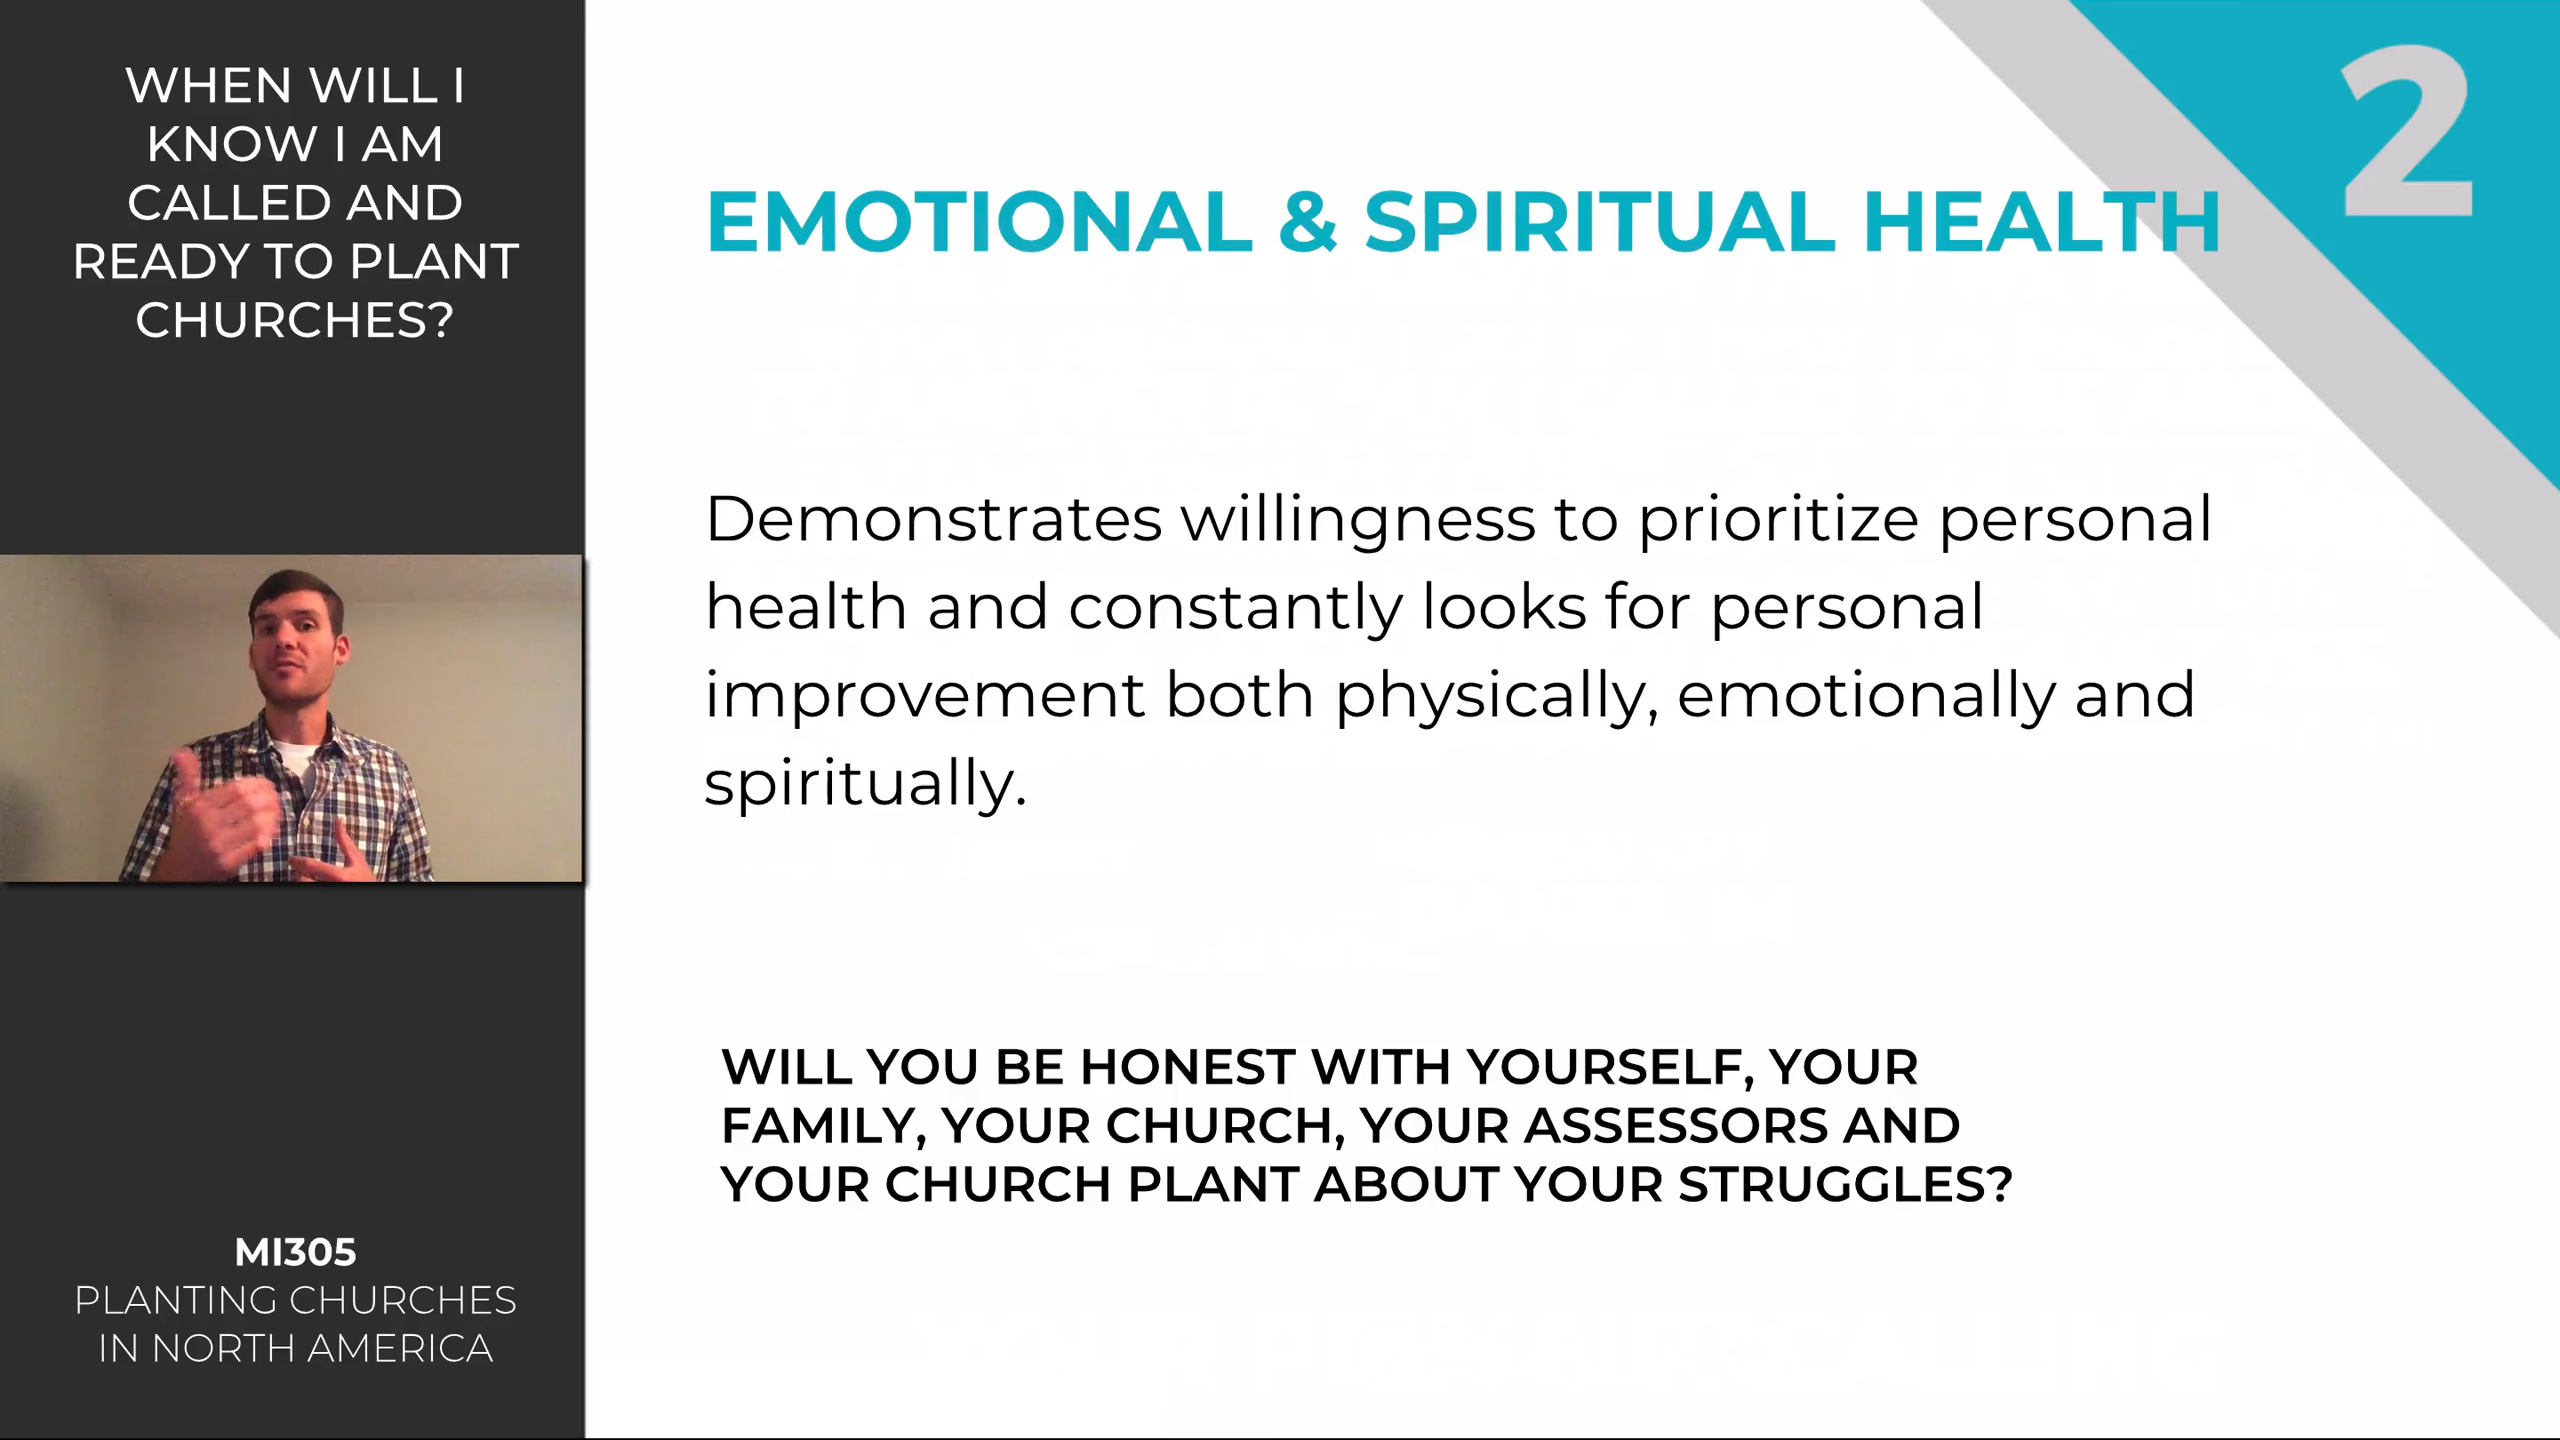 WHEN WILL I
KNOW I AM
CALLED AND
READY TO PLANT
CHURCHES?
MI305
PLANTING CHURCHES
IN NORTH AMERICA
2
EMOTIONAL & SPIRITUAL HEALTH
Demonstrates willingness to prioritize personal
health and constantly looks for personal
improvement both physically, emotionally and
spiritually.
WILL YOU BE HONEST WITH YOURSELF, YOUR
FAMILY, YOUR CHURCH, YOUR ASSESSORS AND
YOUR CHURCH PLANT ABOUT YOUR STRUGGLES?